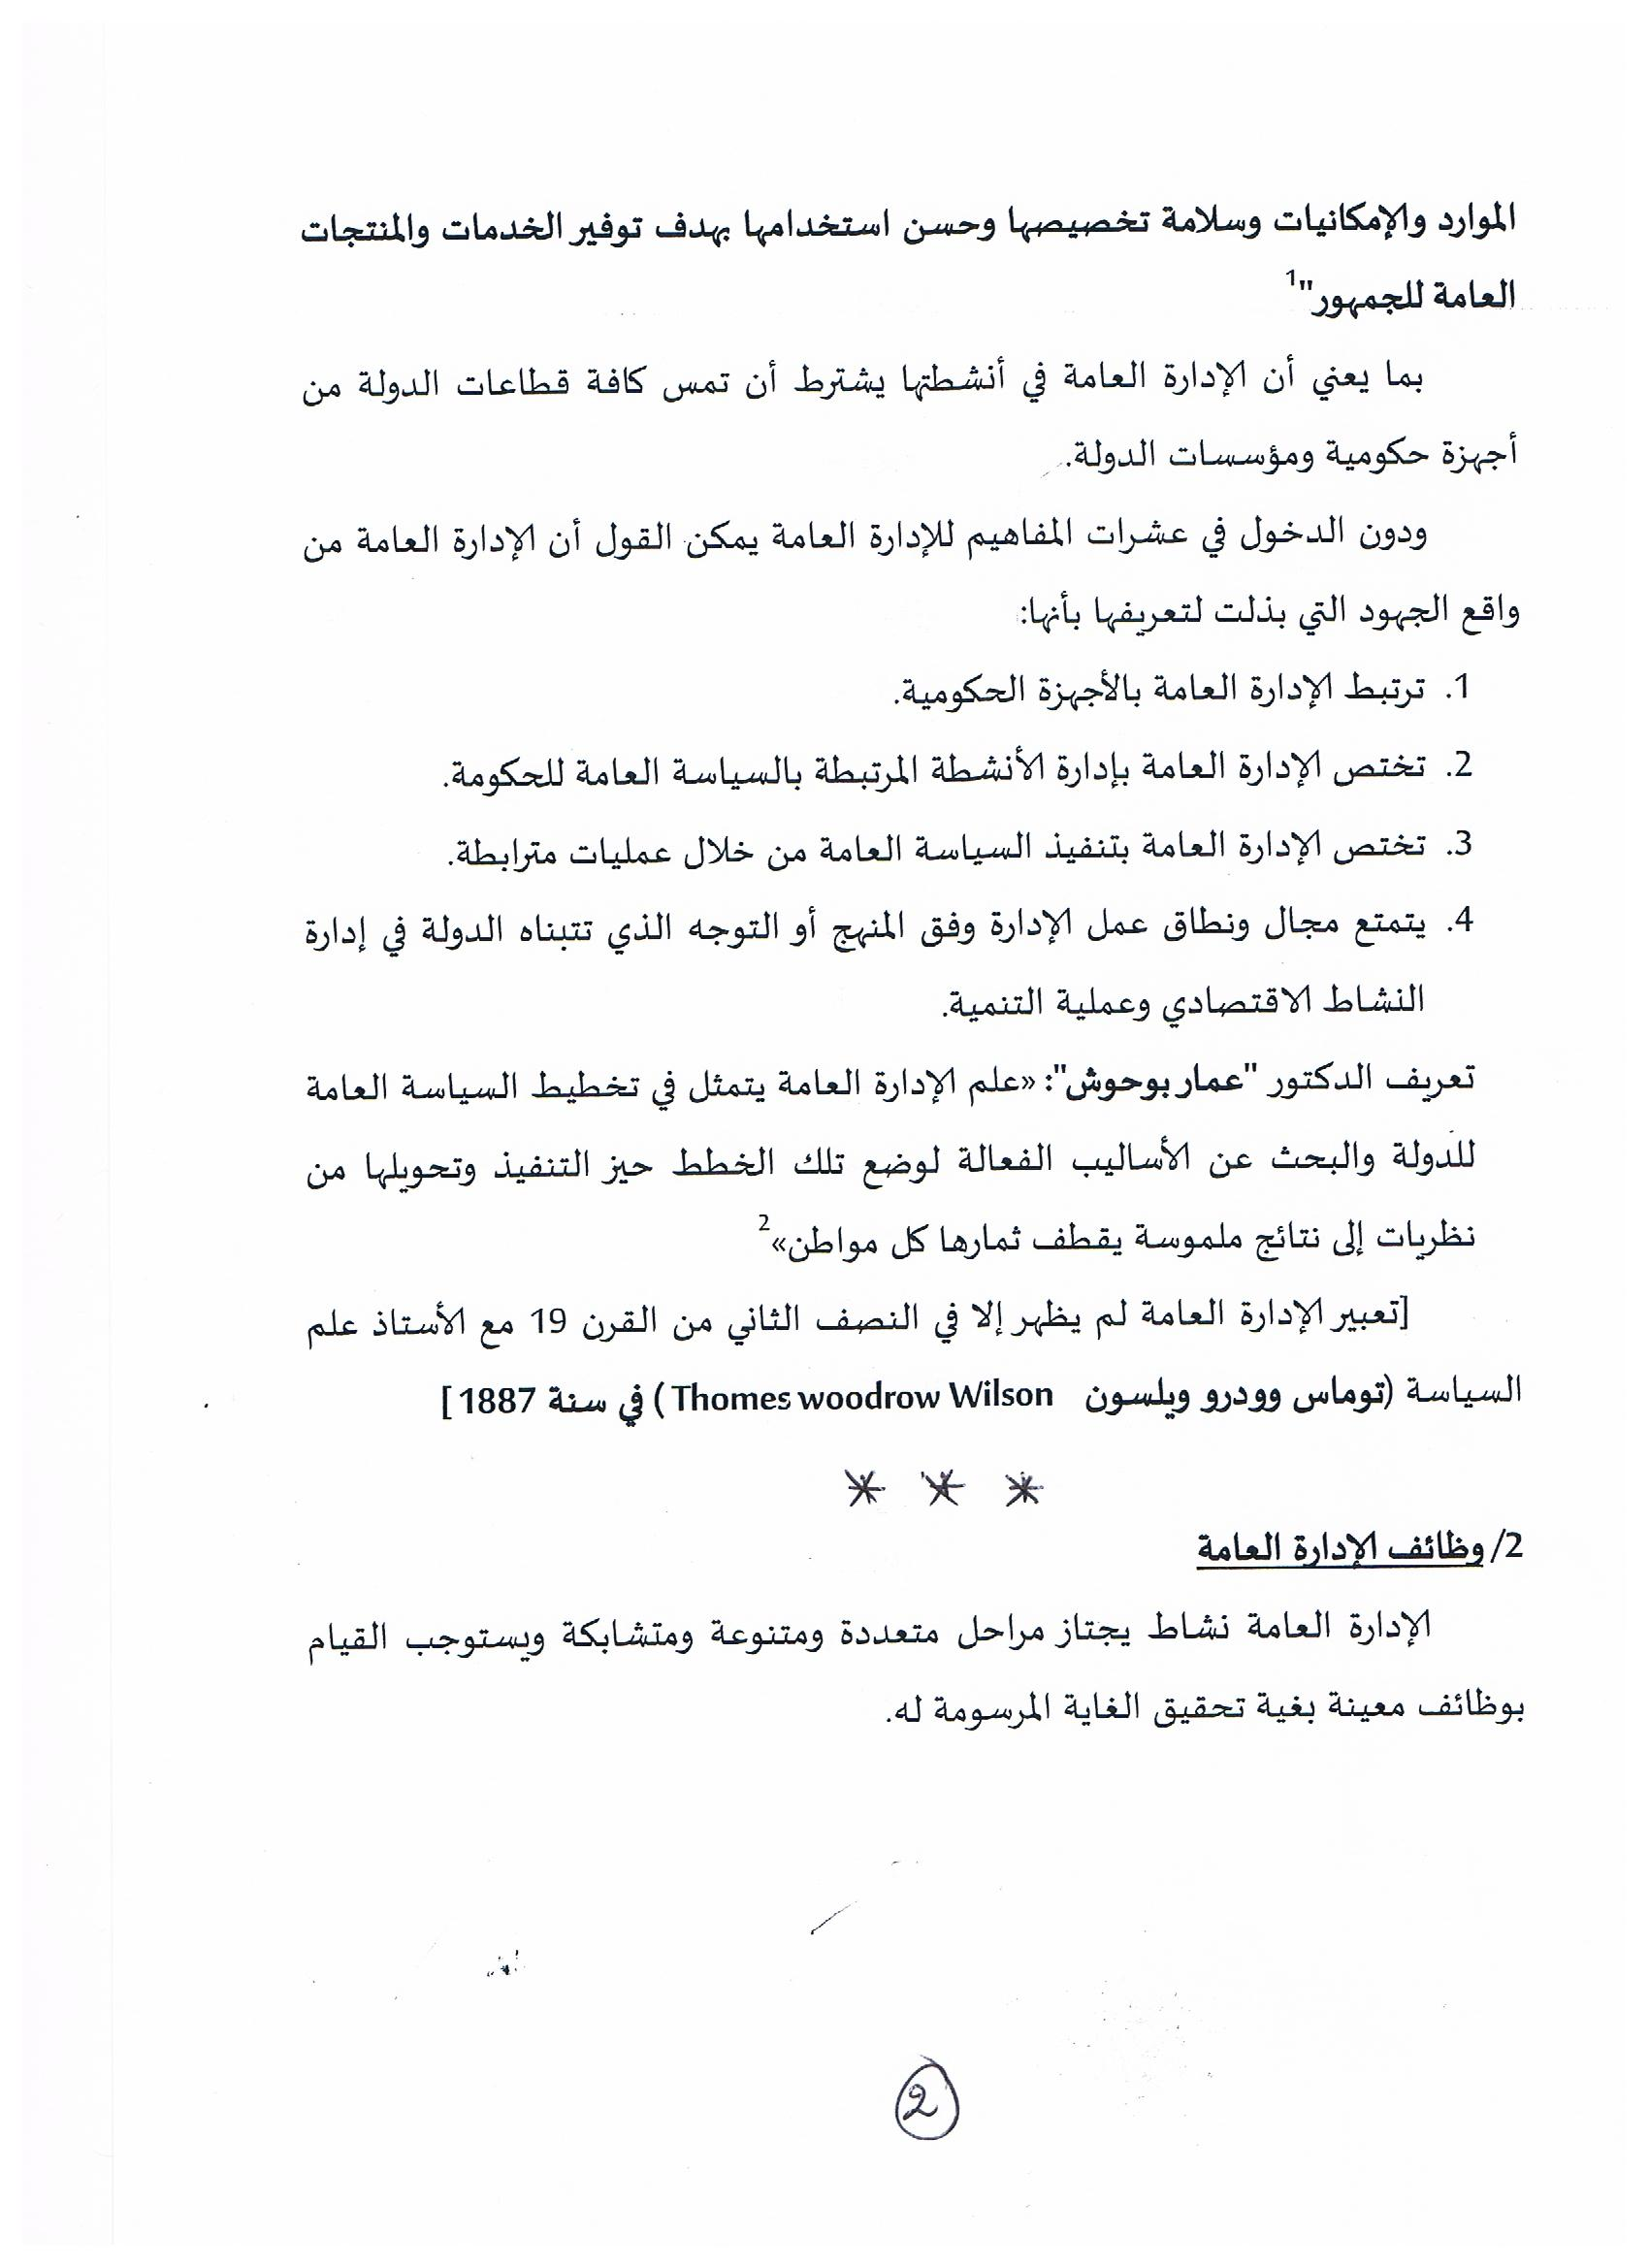 الموارد والإمكانيات وسلامة تخصيصها وحسن استخدامها بهدف توفير الخدمات والمنتجات
العامة للجمهور"1
بما يعني أن الإدارة العامة في أنشطتها يشترط أن تمس كافة قطاعات الدولة من
أجهزة حكومية ومؤسسات الدولة.
ودون الدخول في عشرات المفاهيم للإدارة العامة يمكن القول أن الإدارة العامة من
واقع الجهود التي بذلت لتعريفها بأنها:
1. ترتبط الإدارة العامة بالأجهزة الحكومية.
2. تختص الإدارة العامة بإدارة الأنشطة المرتبطة بالسياسة العامة للحكومة.
3. تختص الإدارة العامة بتنفيذ السياسة العامة من خلال عمليات مترابطة.
4. يتمتع مجال ونطاق عمل الإدارة وفق المنهج أو التوجه الذي تتبناه الدولة في إدارة
النشاط الاقتصادي وعملية التنمية.
تعريف الدكتور "عمار بوحوش": «علم الإدارة العامة يتمثل في تخطيط السياسة العامة
للدولة والبحث عن الأساليب الفعالة لوضع تلك الخطط حيز التنفيذ وتحويلها من
نظريات إلى نتائج ملموسة يقطف ثمارها كل مواطن»2
[تعبير الإدارة العامة لم يظهر إلا في النصف الثاني من القرن 19 مع الأستاذ علم
السياسة (توماس وودرو ويلسون Thomes woodrow Wilson) في سنة 1887]
* * *
2/ وظائف الإدارة العامة
الإدارة العامة نشاط يجتاز مراحل متعددة ومتنوعة ومتشابكة ويستوجب القيام
بوظائف معينة بغية تحقيق الغاية المرسومة له.
2